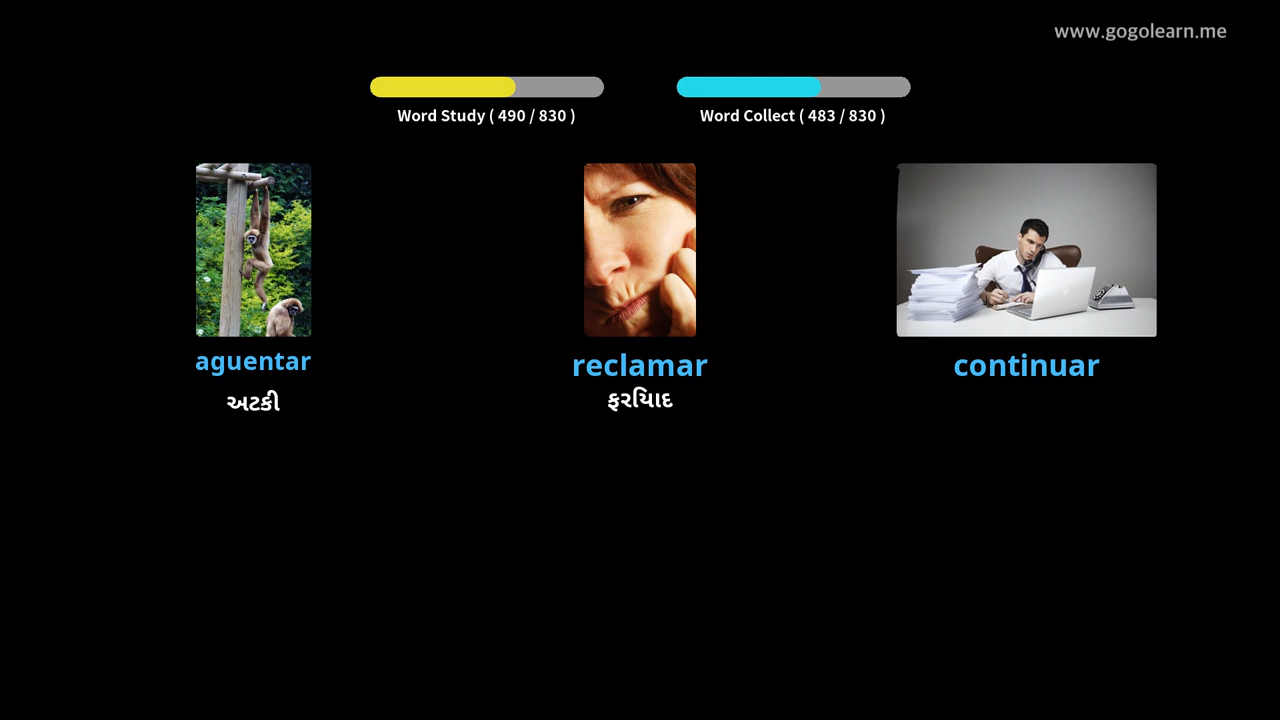 www.gogolearn.me
Word Study ( 490 / 830 )
Word Collect ( 483 / 830 )
aguentar
reclamar
continuar
અટકી
ફરિયાદ